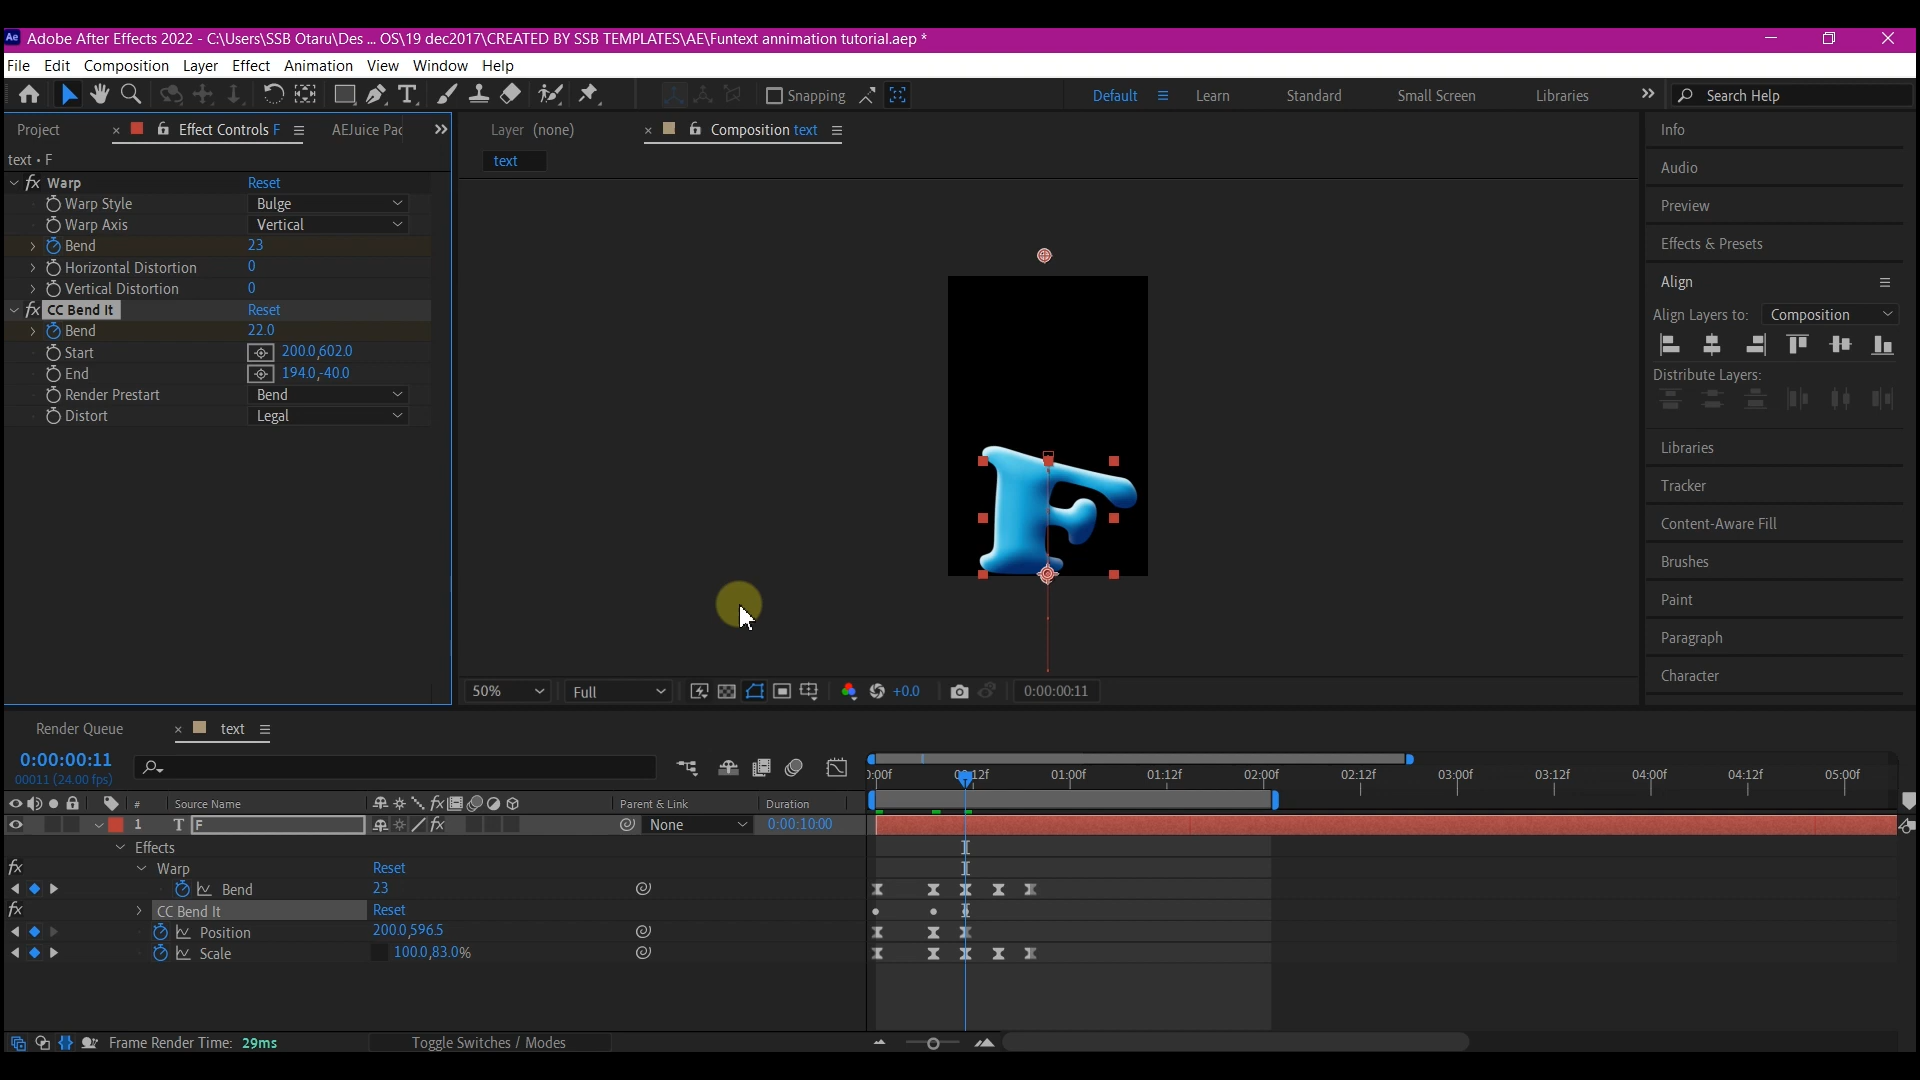 Ae Adobe After Effects 2022 - C:\Users\SSB Otaru\Des ... OS\19 dec2017\CREATED BY SSB TEMPLATES\AE\Funtext annimation tutorial.aep *
File Edit Composition Layer Effect Animation View Window Help
Snapping Default Learn Standard Small Screen Libraries Search Help
Project Effect Controls F AEJuice Pac Layer (none) Composition text Info
text • F text
Warp Reset
Warp Style Bulge
Warp Axis Vertical
Bend 23
Horizontal Distortion 0
Vertical Distortion 0
CC Bend It Reset
Bend 22.0
Start 200.0,602.0
End 194.0,-40.0
Render Prestart Bend
Distort Legal
F
Audio
Preview
Effects & Presets
Align
Align Layers to: Composition
Distribute Layers:
Libraries
Tracker
Content-Aware Fill
Brushes
Paint
Paragraph
Character
50% Full +0.0 0:00:00:11
Render Queue text
0:00:00:11
00011 (24.00 fps)
):00f 00:12f 01:00f 01:12f 02:00f 02:12f 03:00f 03:12f 04:00f 04:12f 05:00f
# Source Name Parent & Link Duration
1 T F None 0:00:10:00
Effects
Warp Reset
Bend 23
CC Bend It Reset
Position 200.0,596.5
Scale 100.0,83.0%
Frame Render Time: 29ms Toggle Switches / Modes